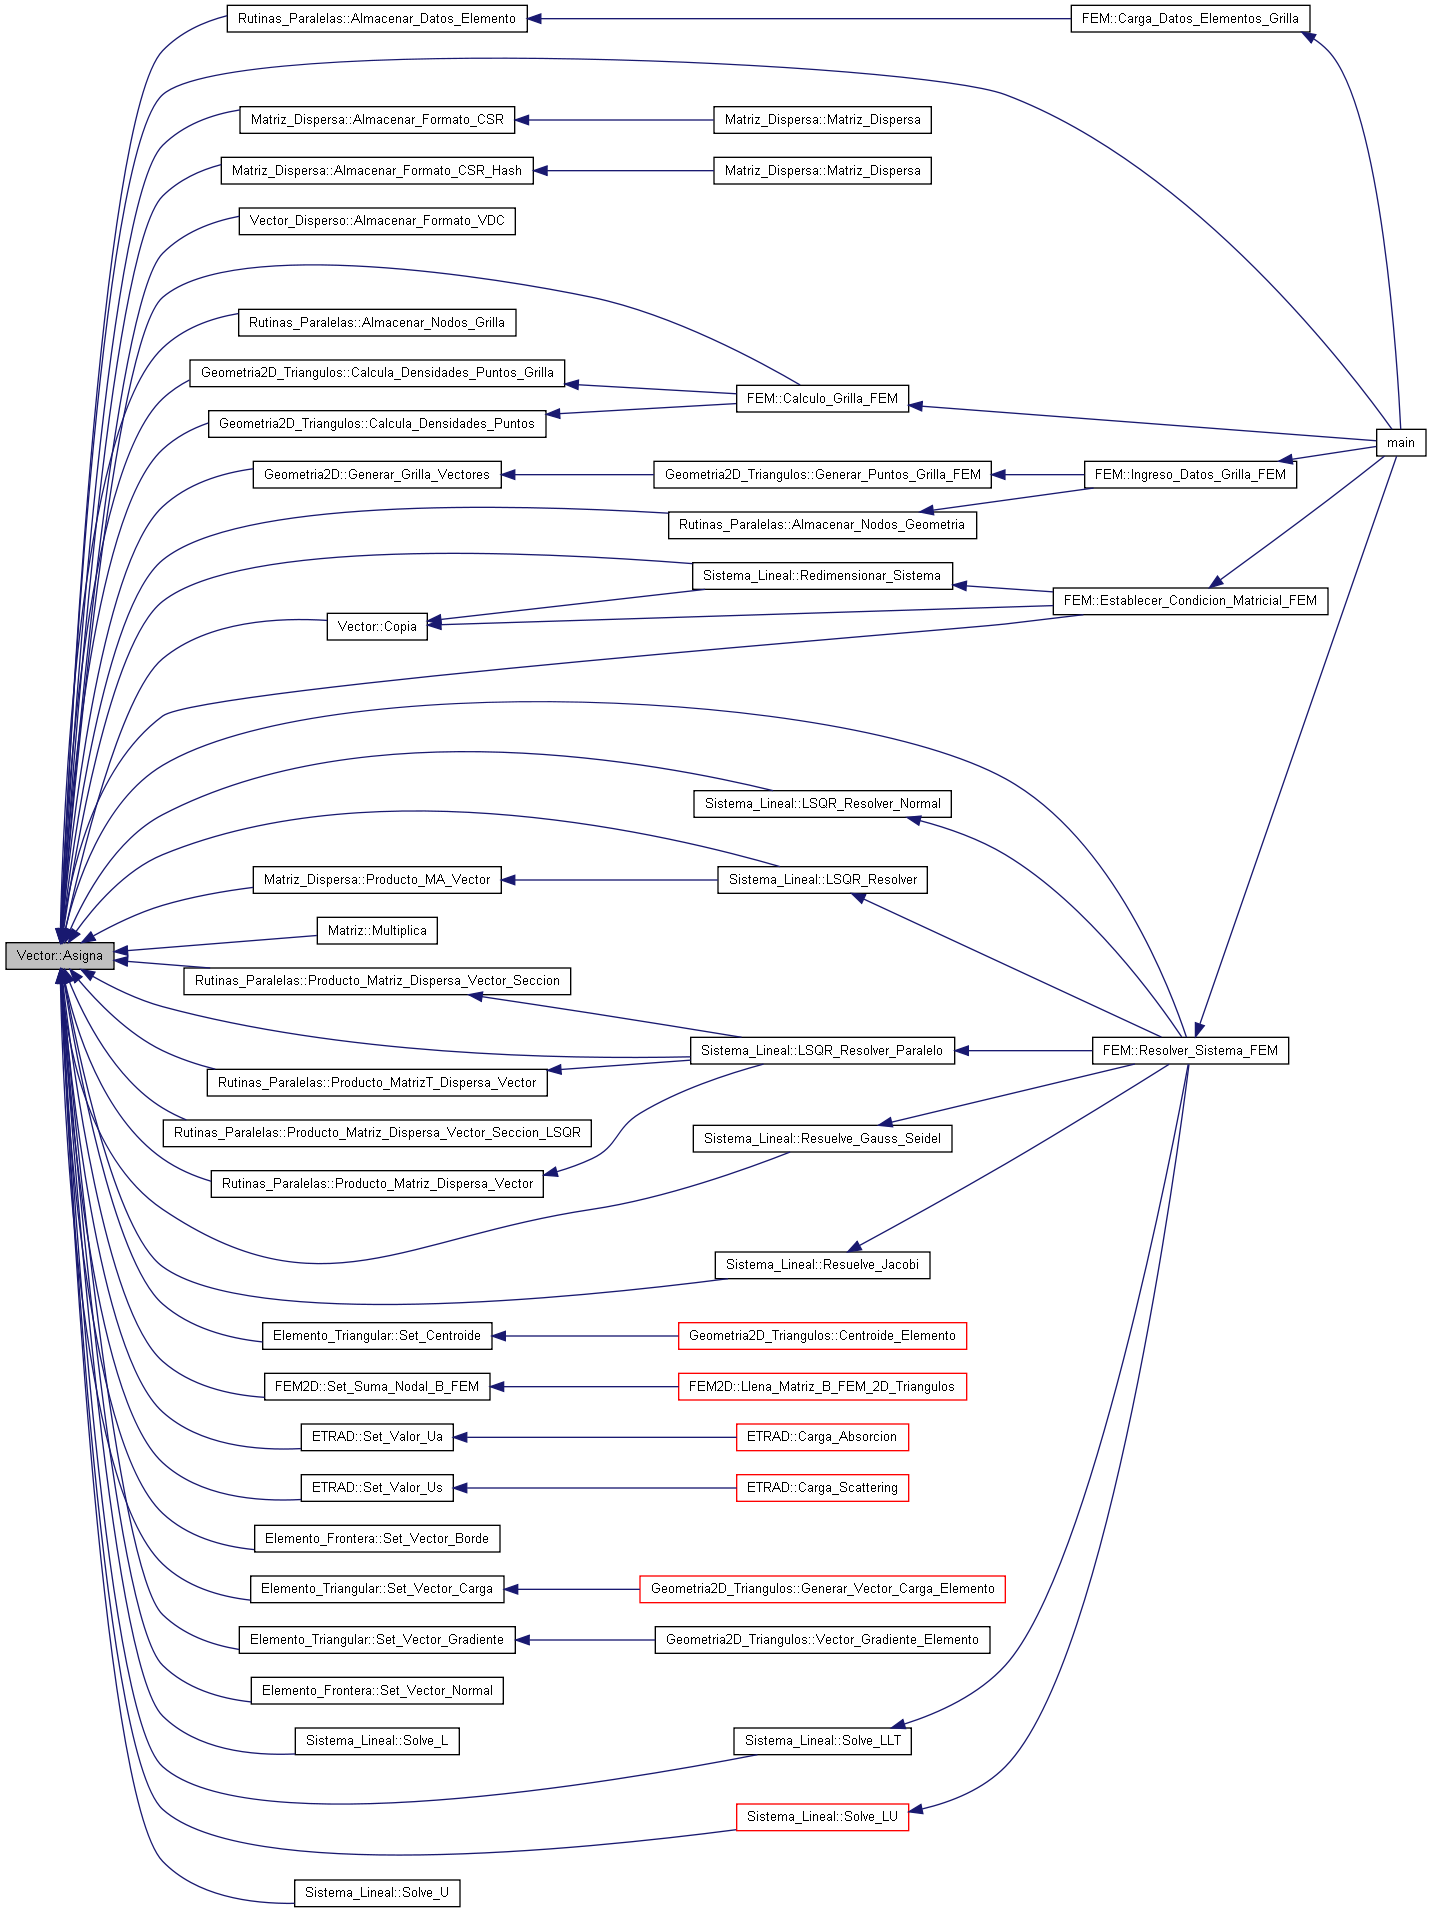 Rutinas_Paralelas::Almacenar_Datos_Elemento
FEM::Carga_Datos_Elementos_Grilla
Matriz_Dispersa::Almacenar_Formato_CSR
Matriz_Dispersa::Matriz_Dispersa
Matriz_Dispersa::Almacenar_Formato_CSR_Hash
Matriz_Dispersa::Matriz_Dispersa
Vector_Disperso::Almacenar_Formato_VDC
Rutinas_Paralelas::Almacenar_Nodos_Grilla
Geometria2D_Triangulos::Calcula_Densidades_Puntos_Grilla
FEM::Calculo_Grilla_FEM
Geometria2D_Triangulos::Calcula_Densidades_Puntos
main
Geometria2D::Generar_Grilla_Vectores
Geometria2D_Triangulos::Generar_Puntos_Grilla_FEM
FEM::Ingreso_Datos_Grilla_FEM
Rutinas_Paralelas::Almacenar_Nodos_Geometria
Sistema_Lineal::Redimensionar_Sistema
FEM::Establecer_Condicion_Matricial_FEM
Vector::Copia
Sistema_Lineal::LSQR_Resolver_Normal
Matriz_Dispersa::Producto_MA_Vector
Sistema_Lineal::LSQR_Resolver
Matriz::Multiplica
Vector::Asigna
Rutinas_Paralelas::Producto_Matriz_Dispersa_Vector_Seccion
Sistema_Lineal::LSQR_Resolver_Paralelo
FEM::Resolver_Sistema_FEM
Rutinas_Paralelas::Producto_MatrizT_Dispersa_Vector
Rutinas_Paralelas::Producto_Matriz_Dispersa_Vector_Seccion_LSQR
Sistema_Lineal::Resuelve_Gauss_Seidel
Rutinas_Paralelas::Producto_Matriz_Dispersa_Vector
Sistema_Lineal::Resuelve_Jacobi
Elemento_Triangular::Set_Centroide
Geometria2D_Triangulos::Centroide_Elemento
FEM2D::Set_Suma_Nodal_B_FEM
FEM2D::Llena_Matriz_B_FEM_2D_Triangulos
ETRAD::Set_Valor_Ua
ETRAD::Carga_Absorcion
ETRAD::Set_Valor_Us
ETRAD::Carga_Scattering
Elemento_Frontera::Set_Vector_Borde
Elemento_Triangular::Set_Vector_Carga
Geometria2D_Triangulos::Generar_Vector_Carga_Elemento
Elemento_Triangular::Set_Vector_Gradiente
Geometria2D_Triangulos::Vector_Gradiente_Elemento
Elemento_Frontera::Set_Vector_Normal
Sistema_Lineal::Solve_L
Sistema_Lineal::Solve_LLT
Sistema_Lineal::Solve_LU
Sistema_Lineal::Solve_U